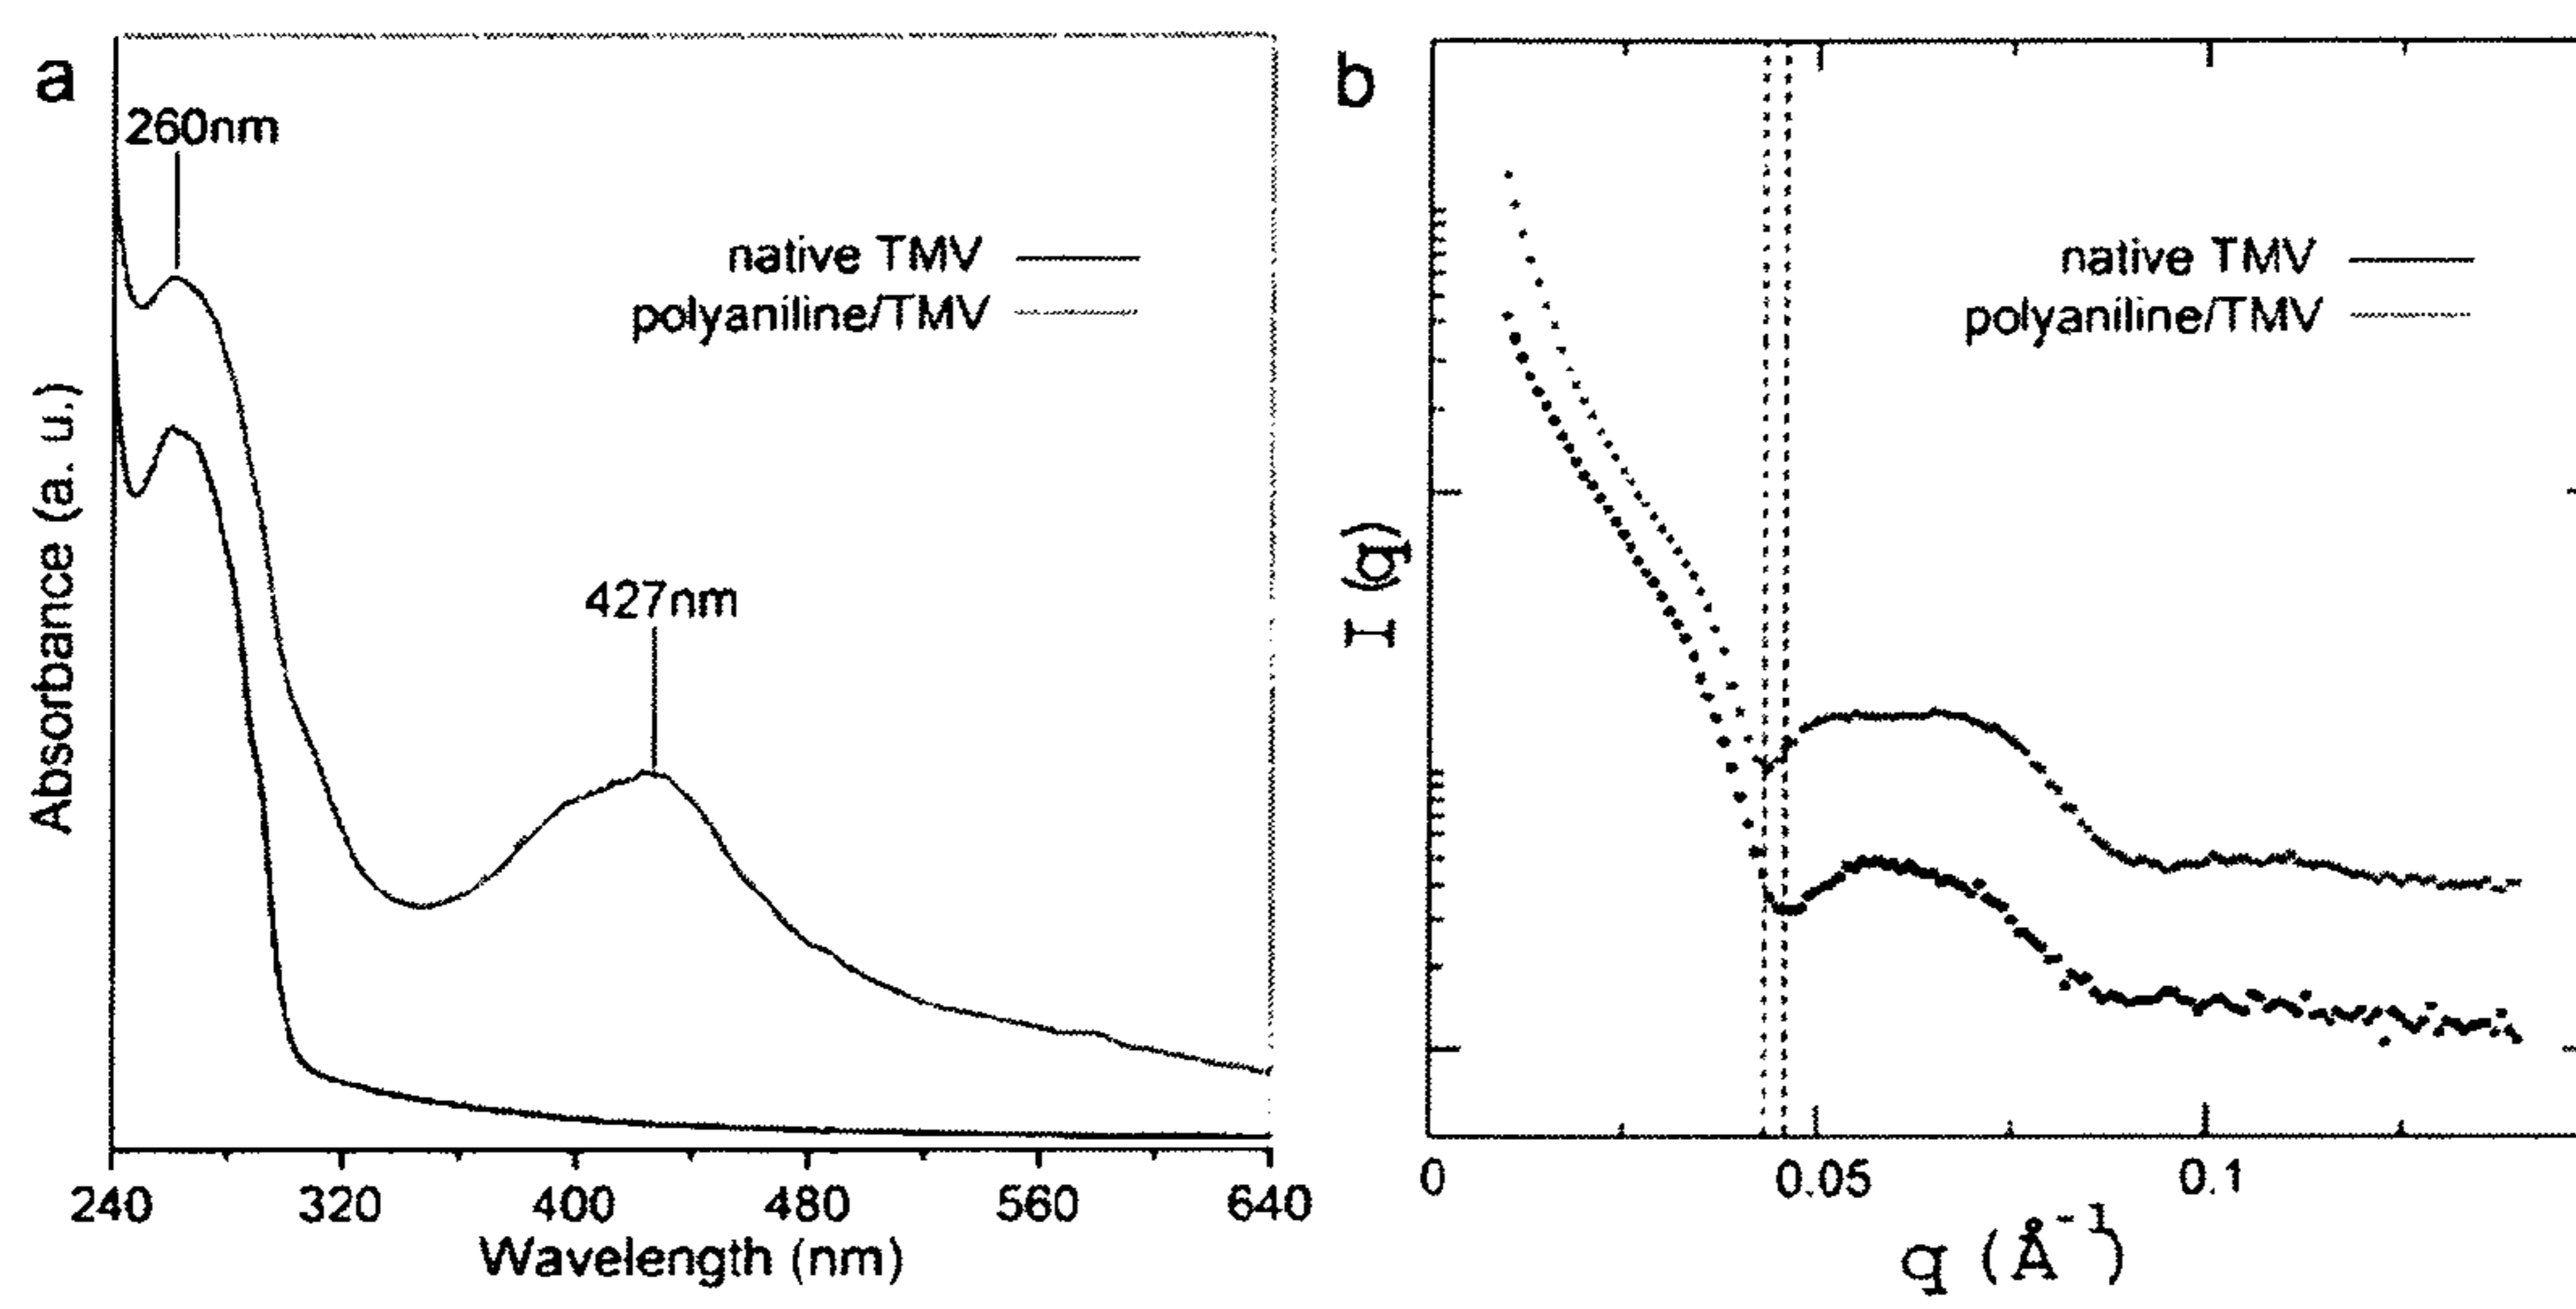 a
260nm
native TMV
polyaniline/TMV
427nm
Absorbance (a. u.)
240 320 400 480 560 640
Wavelength (nm)
b
native TMV
polyaniline/TMV
I (q)
0 0.05 0.1
q (Å⁻¹)